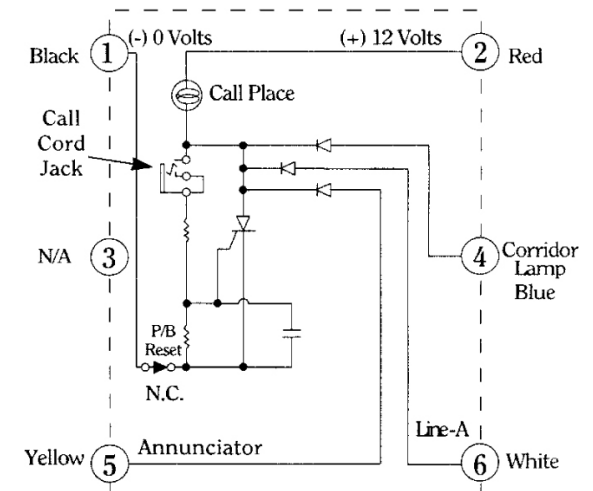 (-) 0 Volts
(+) 12 Volts
Black 1
2 Red
Call Place
Call
Cord
Jack
N/A 3
4 Corridor
Lamp
Blue
P/B
Reset
N.C.
Line-A
Yellow 5 Annunciator
6 White